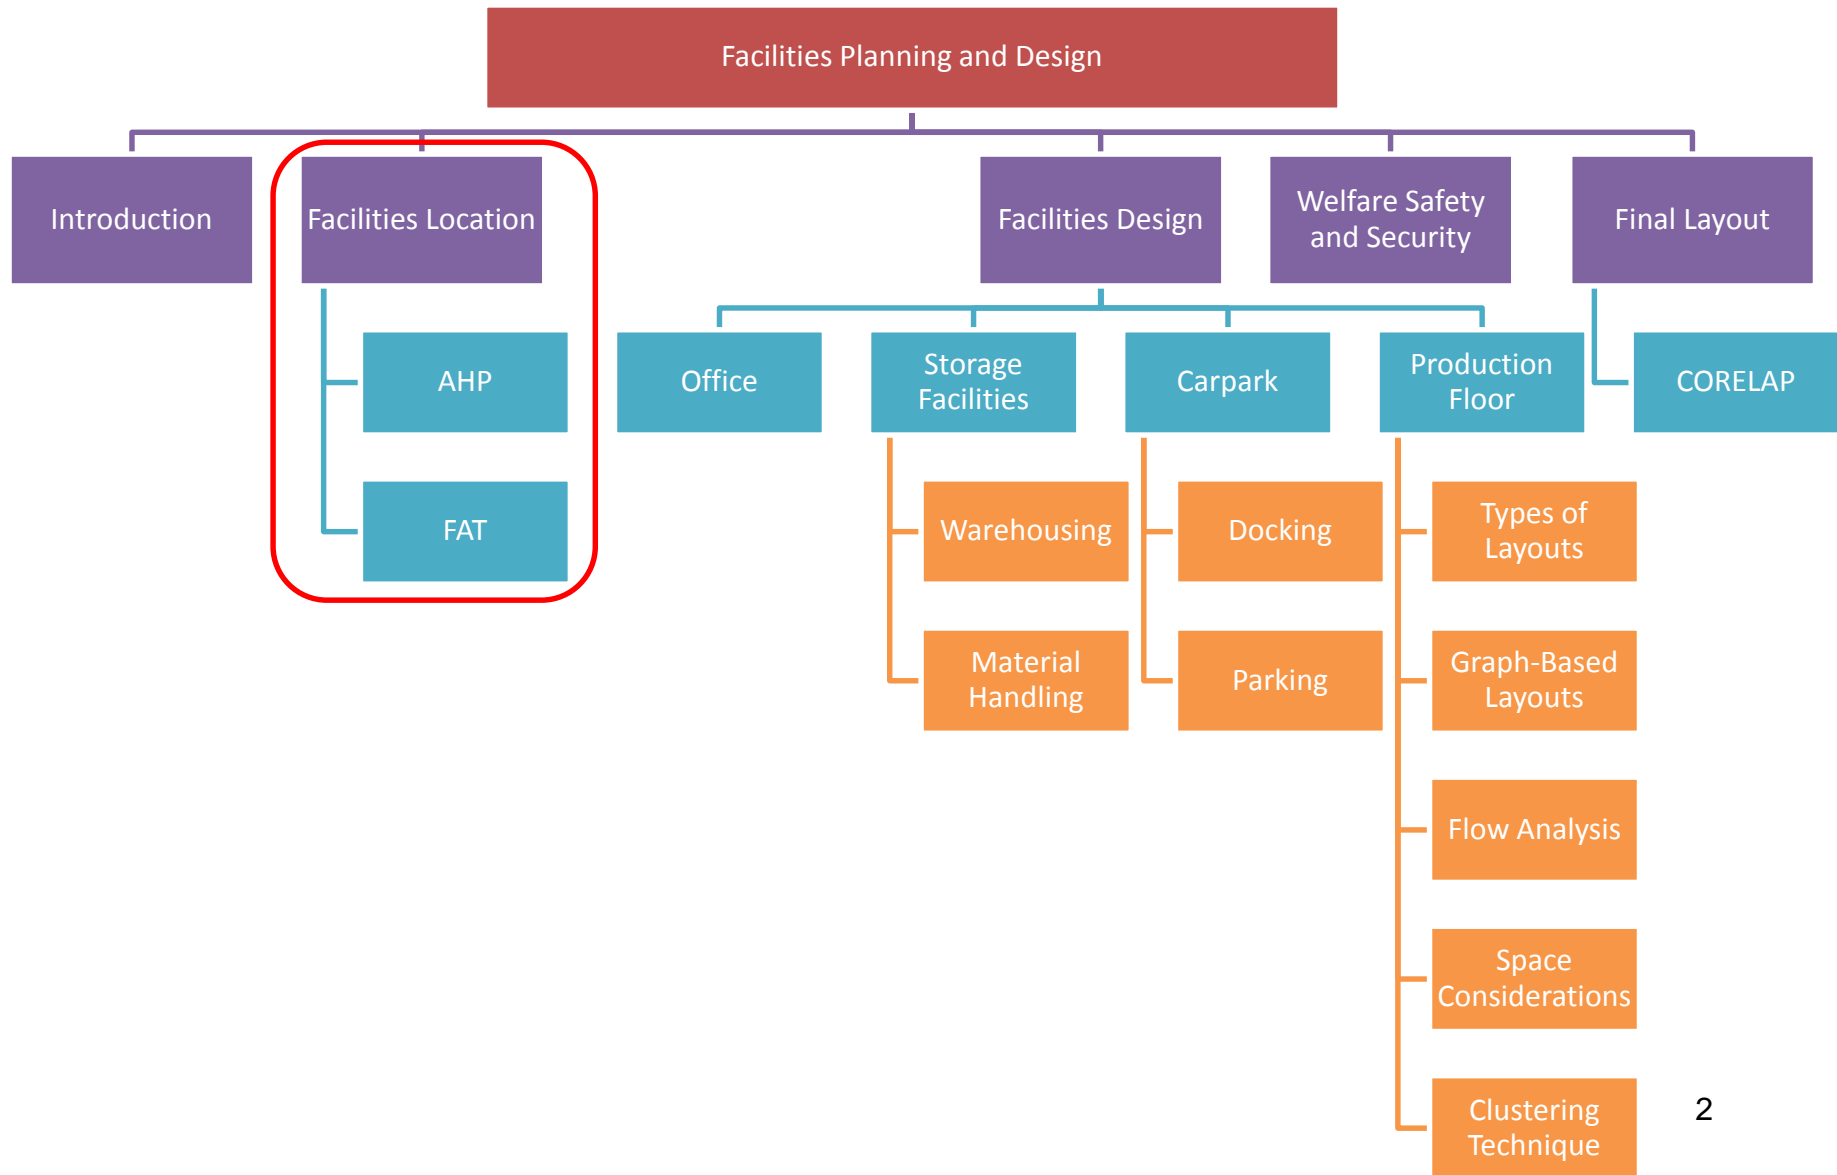 Facilities Planning and Design
Introduction
Facilities Location
Facilities Design
Welfare Safety
and Security
Final Layout
AHP
Office
Storage
Facilities
Carpark
Production
Floor
CORELAP
FAT
Warehousing
Docking
Types of
Layouts
Material
Handling
Parking
Graph-Based
Layouts
Flow Analysis
Space
Considerations
Clustering
Technique
2